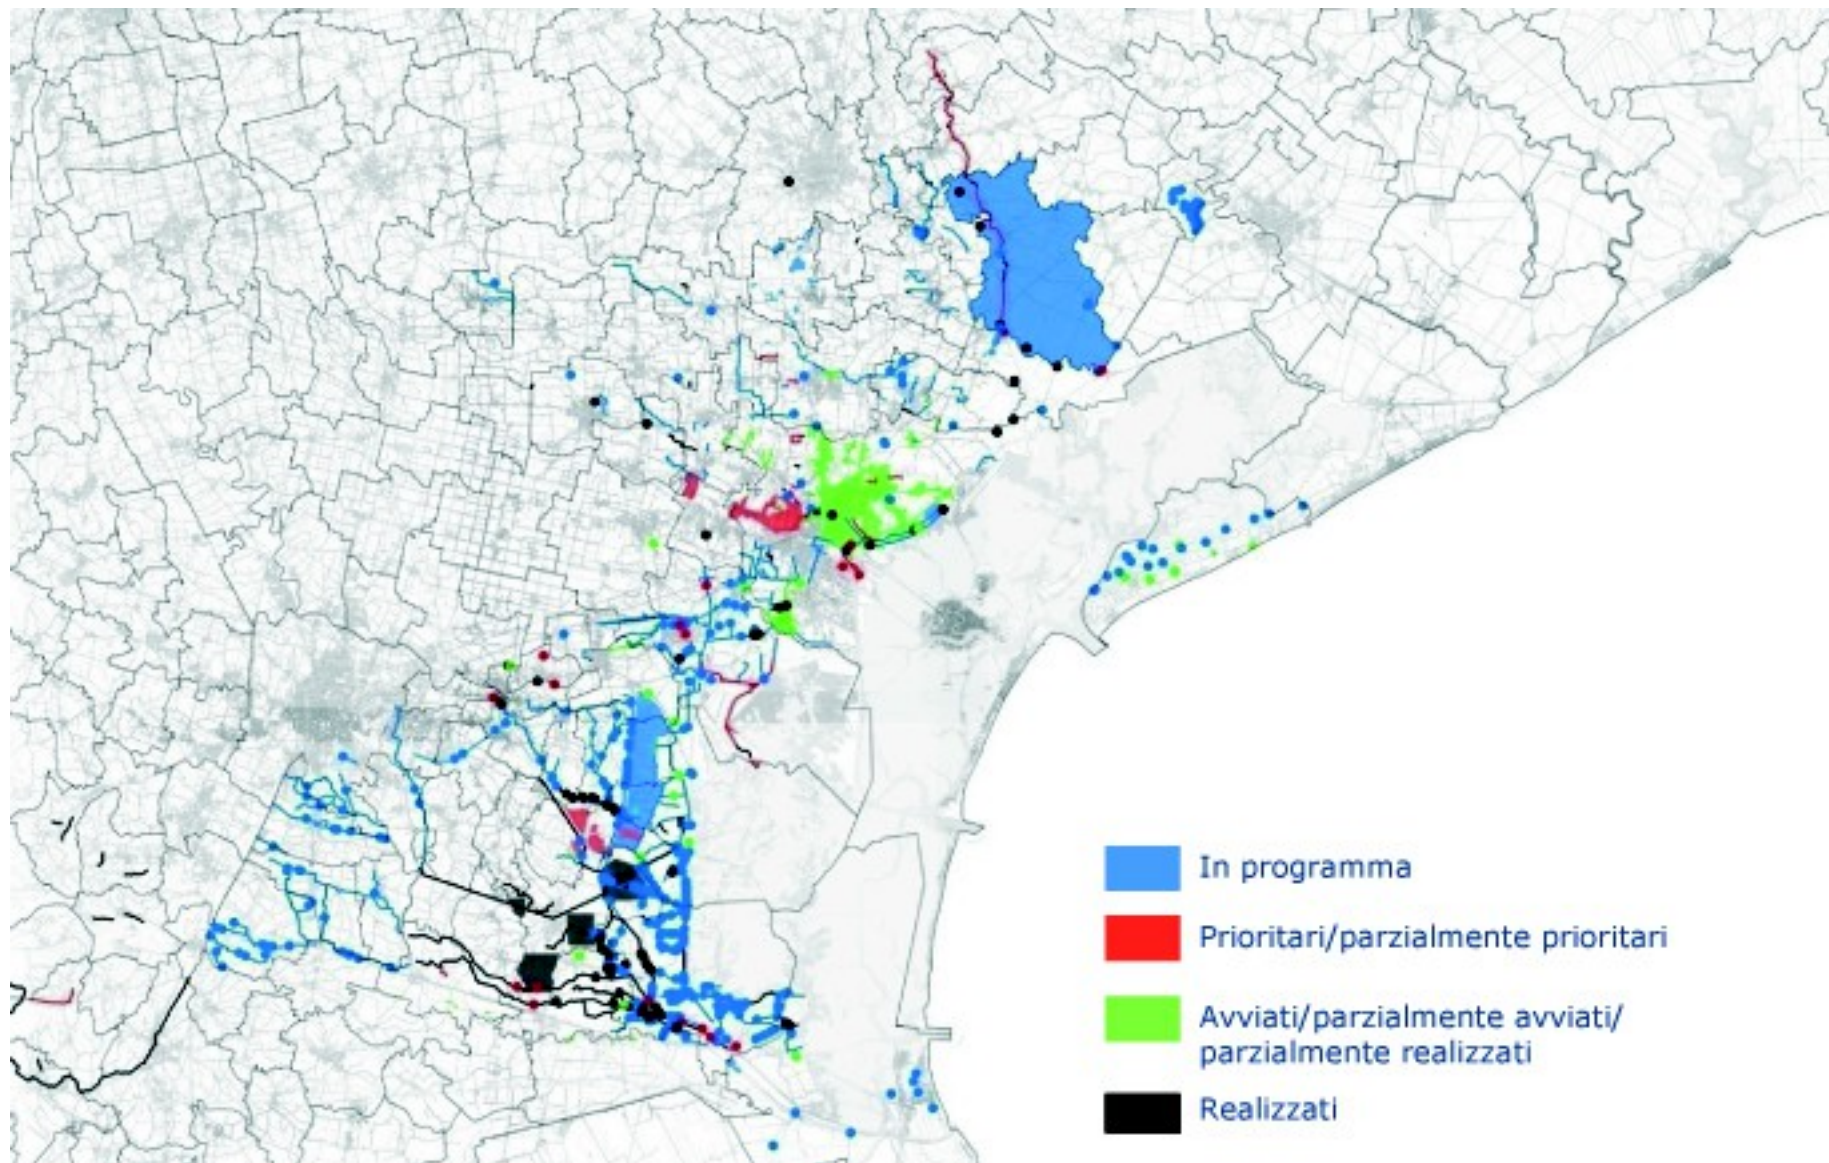 In programma
Prioritari/parzialmente prioritari
Avviati/parzialmente avviati/
parzialmente realizzati
Realizzati